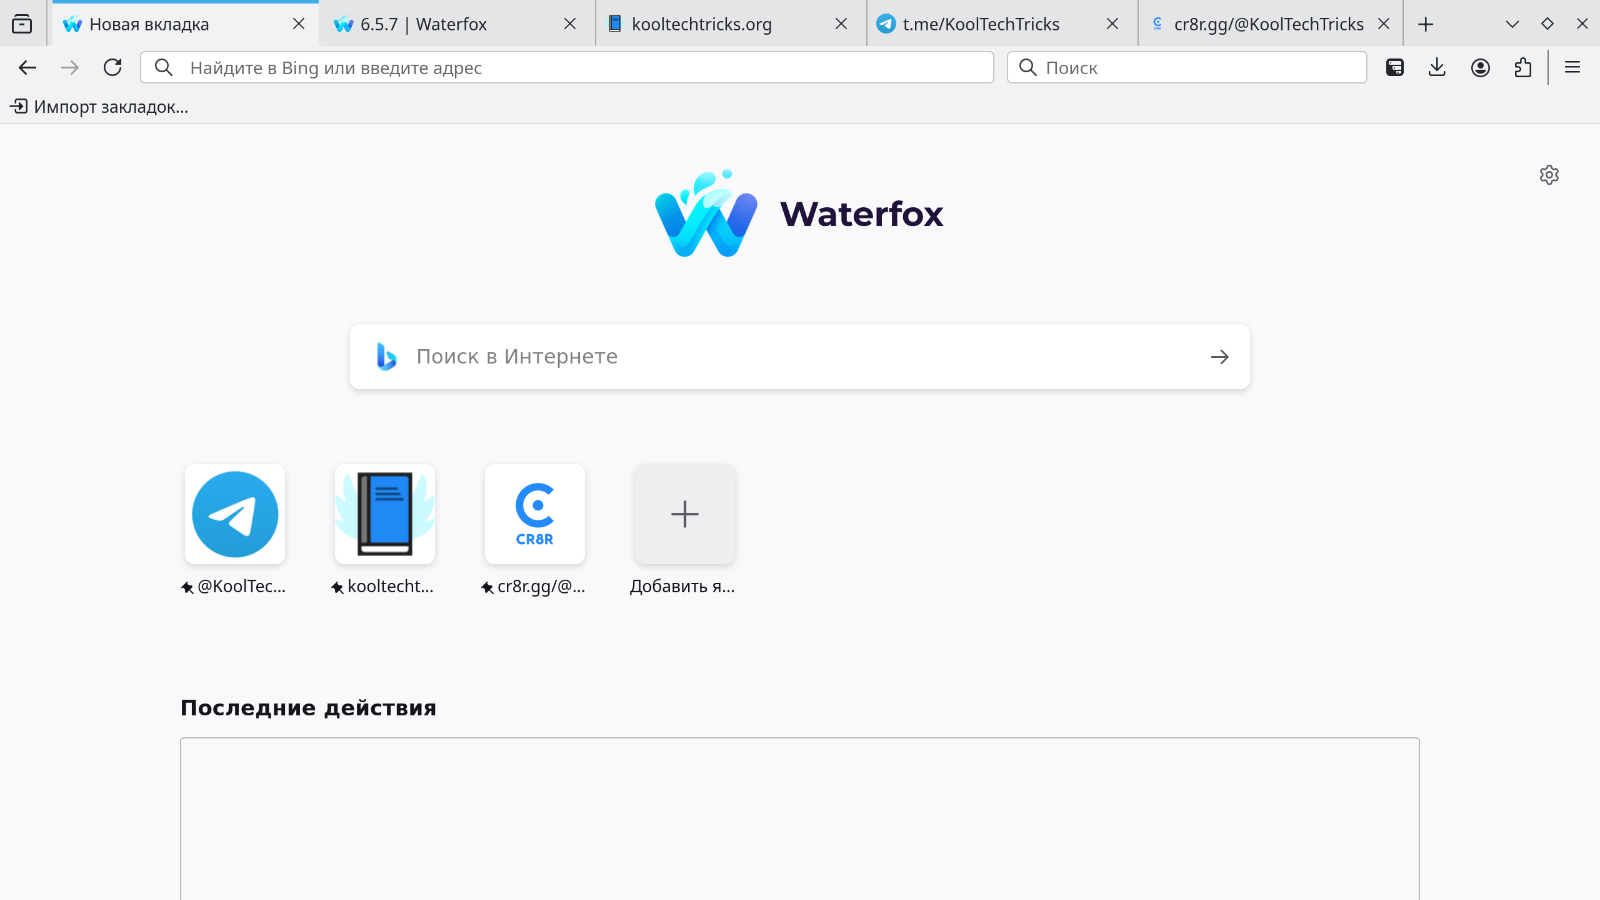 Новая вкладка
6.5.7 | Waterfox
kooltechtricks.org
t.me/KoolTechTricks
cr8r.gg/@KoolTechTricks
Найдите в Bing или введите адрес
Поиск
Импорт закладок...
Waterfox
Поиск в Интернете
CR8R
@KoolTec...
kooltecht...
cr8r.gg/@...
Добавить я...
Последние действия